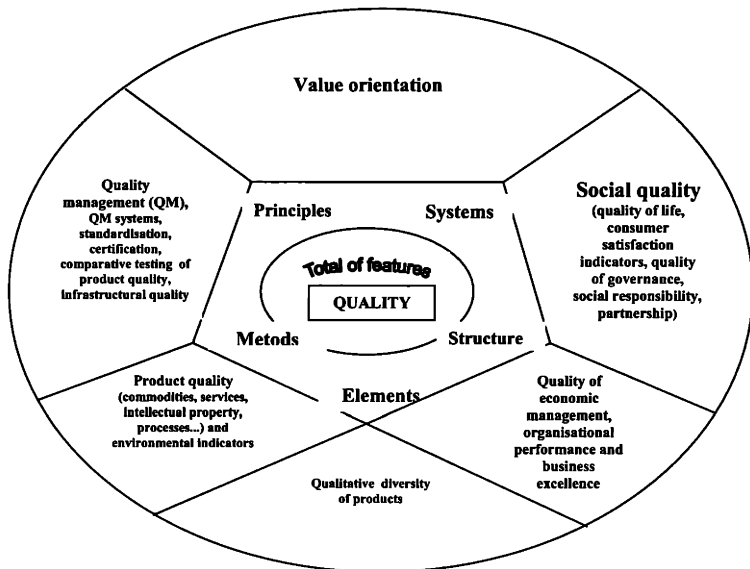 Value orientation
Quality
management (QM),
QM systems,
standardisation,
certification,
comparative testing of
product quality,
infrastructural quality
Principles
Systems
Social quality
(quality of life,
consumer
satisfaction
indicators, quality
of governance,
social responsibility,
partnership)
Total of features
QUALITY
Metods
Structure
Elements
Product quality
(commodities, services,
intellectual property,
processes...) and
environmental indicators
Quality of
economic
management,
organisational
performance and
business
excellence
Qualitative diversity
of products